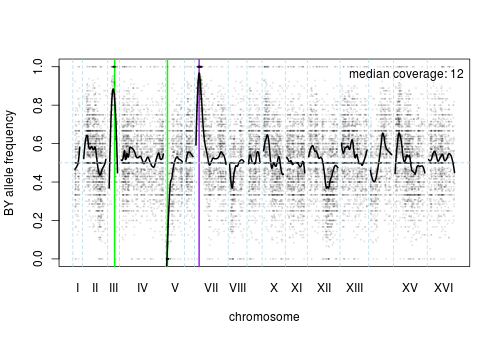 median coverage: 12
BY allele frequency
1.0
0.8
0.6
0.4
0.2
0.0
I II III IV V VII VIII X XI XII XIII XV XVI
chromosome